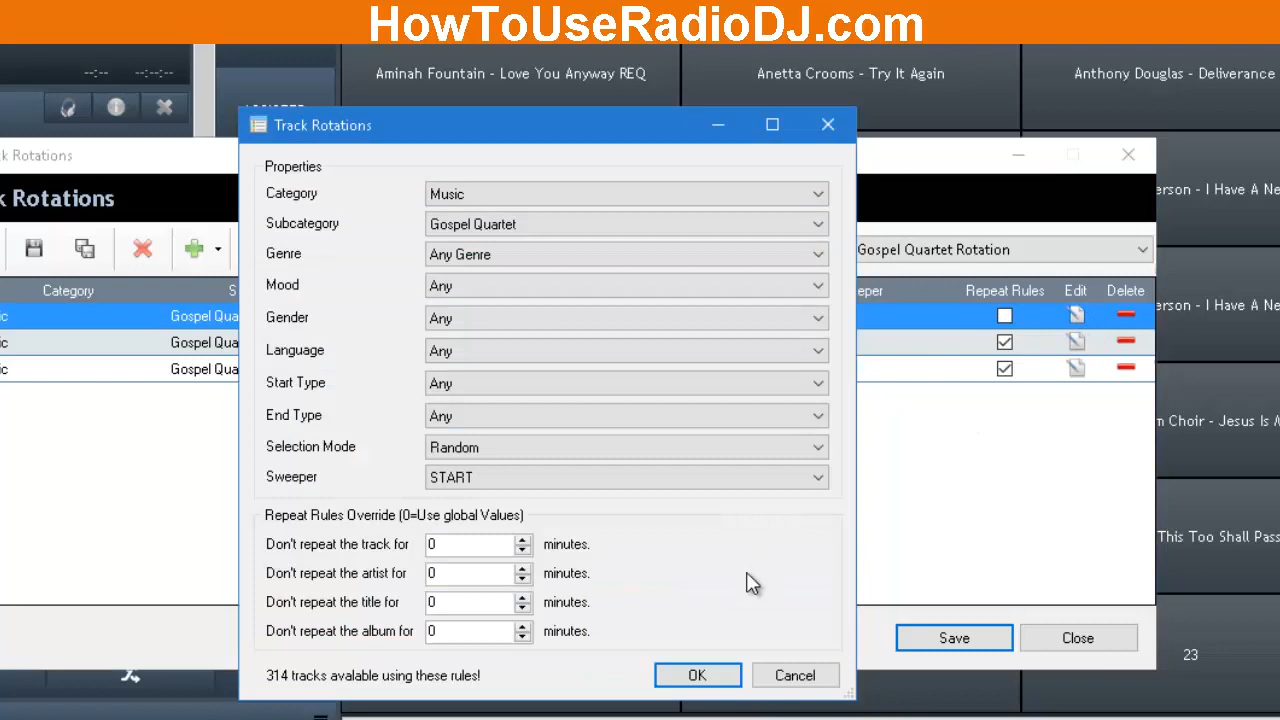 HowToUseRadioDJ.com
--:-- --:--:--
Aminah Fountain - Love You Anyway REQ
Anetta Crooms - Try It Again
Anthony Douglas - Deliverance
Track Rotations
k Rotations
k Rotations
Properties
Category Music
Subcategory Gospel Quartet
Genre Any Genre
Mood Any
Gender Any
Language Any
Start Type Any
End Type Any
Selection Mode Random
Sweeper START
Repeat Rules Override (0=Use global Values)
Don't repeat the track for 0 minutes.
Don't repeat the artist for 0 minutes.
Don't repeat the title for 0 minutes.
Don't repeat the album for 0 minutes.
314 tracks avalable using these rules!
OK Cancel
Gospel Quartet Rotation
Category S
eper Repeat Rules Edit Delete
ic Gospel Qua
ic Gospel Qua
ic Gospel Qua
Save Close
erson - I Have A Ne
erson - I Have A Ne
m Choir - Jesus Is
This Too Shall Pass
23